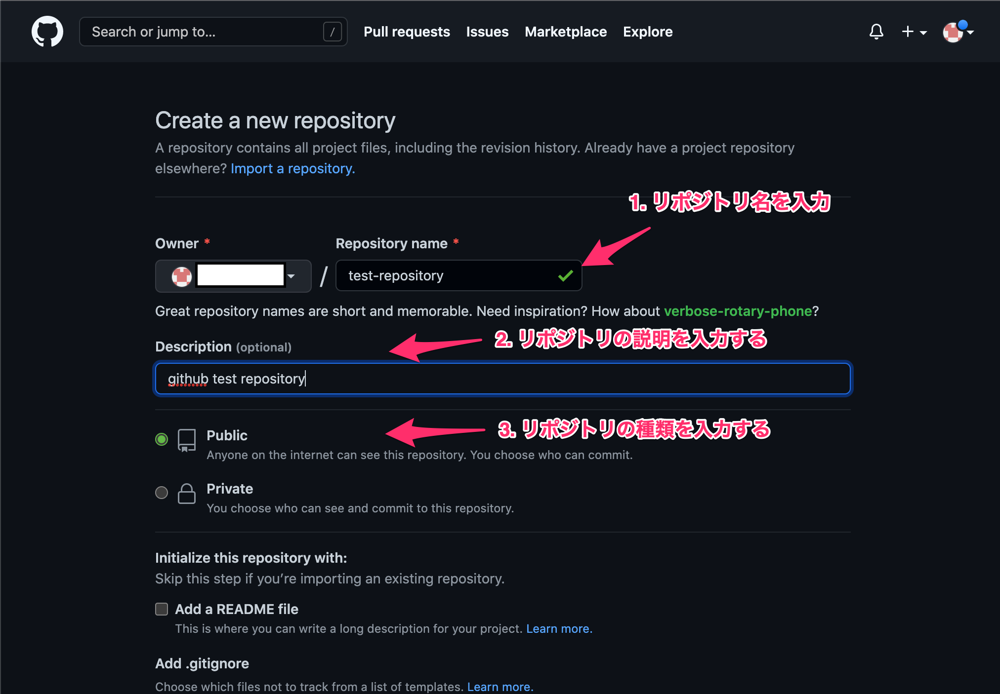 Search or jump to...
/
Pull requests
Issues
Marketplace
Explore
Create a new repository
A repository contains all project files, including the revision history. Already have a project repository
elsewhere? Import a repository.
1. リポジトリ名を入力
Owner *
Repository name *
/
test-repository
Great repository names are short and memorable. Need inspiration? How about verbose-rotary-phone?
2. リポジトリの説明を入力する
Description (optional)
github test repository
3. リポジトリの種類を入力する
Public
Anyone on the internet can see this repository. You choose who can commit.
Private
You choose who can see and commit to this repository.
Initialize this repository with:
Skip this step if you’re importing an existing repository.
Add a README file
This is where you can write a long description for your project. Learn more.
Add .gitignore
Choose which files not to track from a list of templates. Learn more.